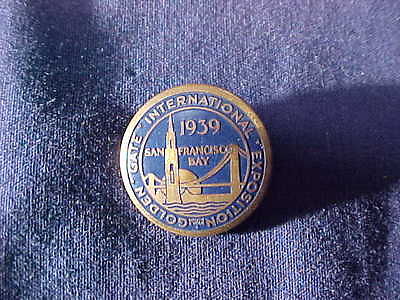 GOLDEN GATE INTERNATIONAL EXPOSITION
1939
SAN FRANCISCO
BAY